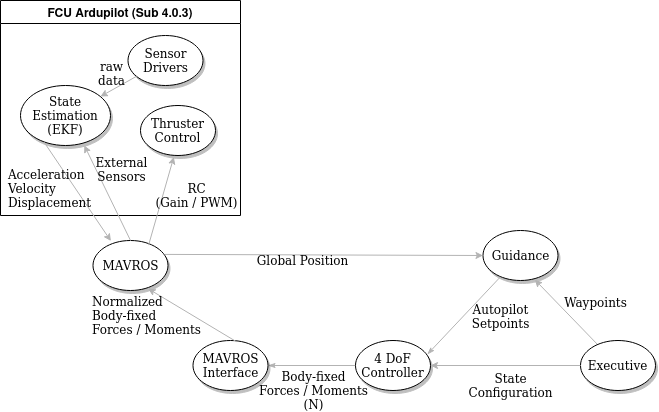 FCU Ardupilot (Sub 4.0.3)
Sensor
Drivers
raw
data
State
Estimation
(EKF)
Thruster
Control
External
Sensors
Acceleration
Velocity
Displacement
RC
(Gain / PWM)
MAVROS
Global Position
Guidance
Normalized
Body-fixed
Forces / Moments
Autopilot
Setpoints
Waypoints
MAVROS
Interface
Body-fixed
Forces / Moments
(N)
4 DoF
Controller
State
Configuration
Executive